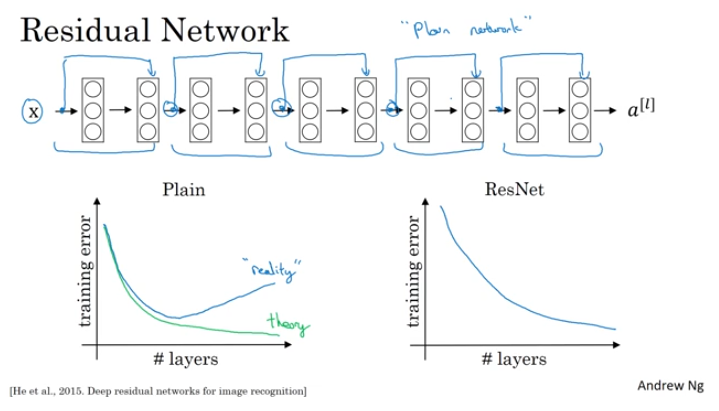 Residual Network
"Plain network"
x
a[l]
Plain
ResNet
training error
"reality"
theory
# layers
training error
# layers
[He et al., 2015. Deep residual networks for image recognition]
Andrew Ng